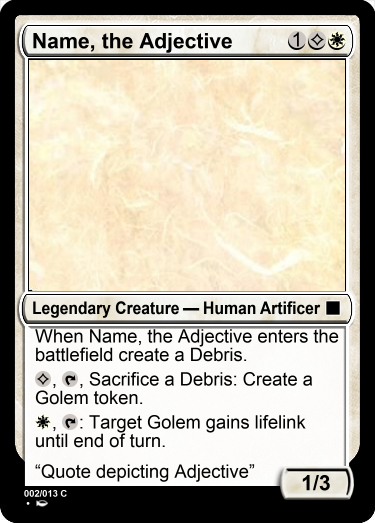 Name, the Adjective 1
Legendary Creature — Human Artificer
When Name, the Adjective enters the
battlefield create a Debris.
, , Sacrifice a Debris: Create a
Golem token.
, : Target Golem gains lifelink
until end of turn.
“Quote depicting Adjective”
1/3
002/013 C